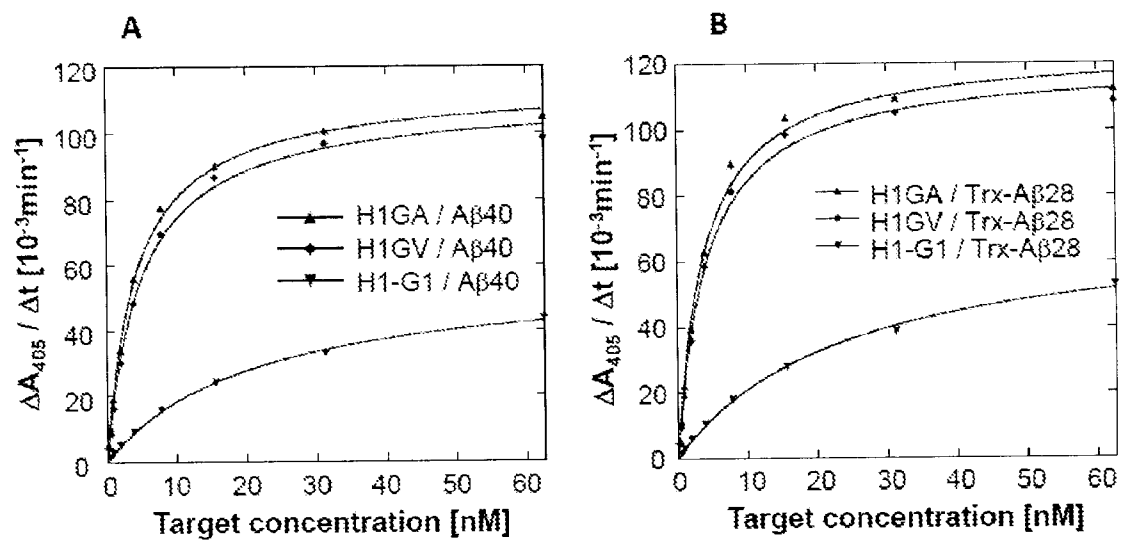 A
ΔA₄₀₅ / Δt [10⁻³min⁻¹]
120
100
80
60
40
20
0
H1GA / Aβ40
H1GV / Aβ40
H1-G1 / Aβ40
0 10 20 30 40 50 60
Target concentration [nM]
B
ΔA₄₀₅ / Δt [10⁻³min⁻¹]
120
100
80
60
40
20
0
H1GA / Trx-Aβ28
H1GV / Trx-Aβ28
H1-G1 / Trx-Aβ28
0 10 20 30 40 50 60
Target concentration [nM]